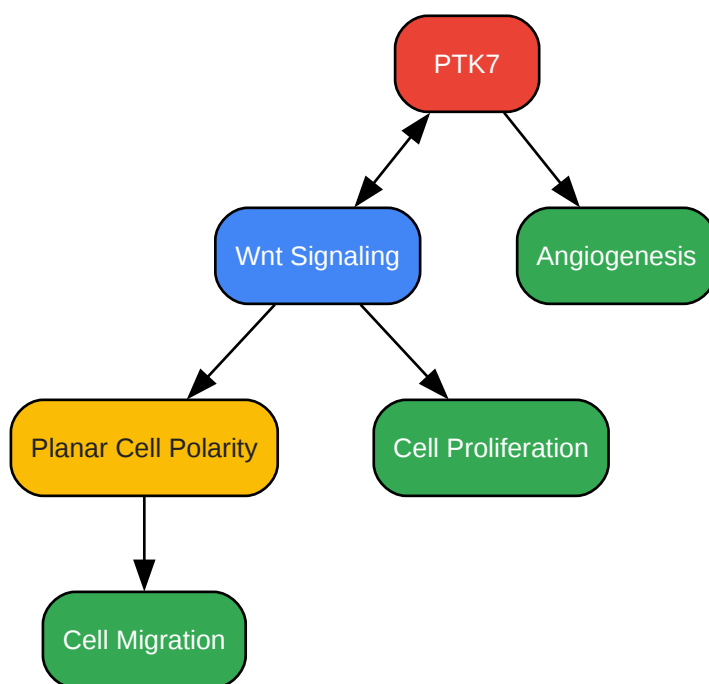 PTK7
Wnt Signaling
Angiogenesis
Planar Cell Polarity
Cell Proliferation
Cell Migration